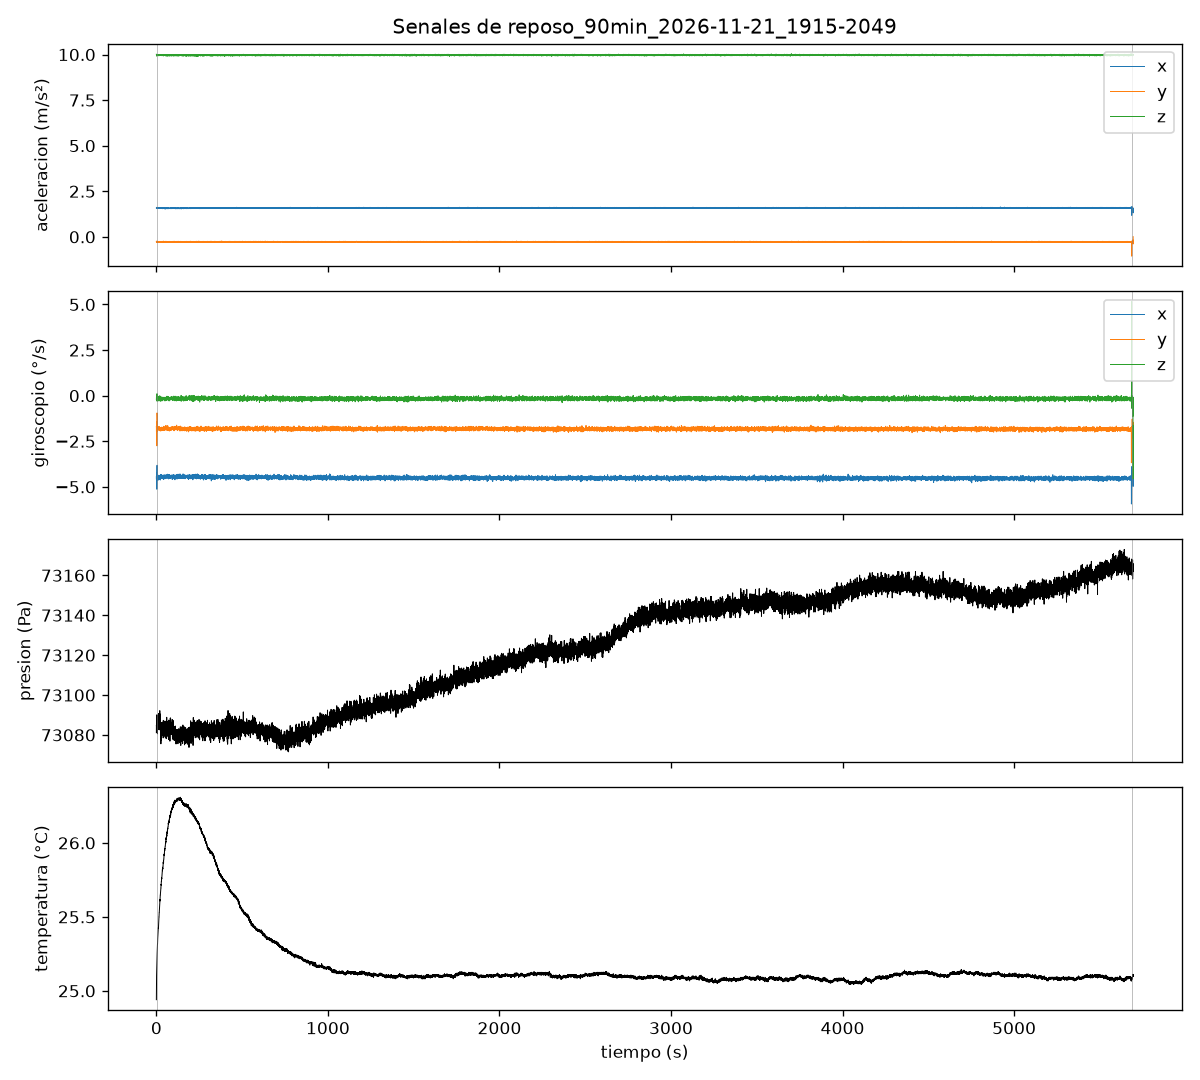 Senales de reposo_90min_2026-11-21_1915-2049
aceleracion (m/s²)
10.0
7.5
5.0
2.5
0.0
x
y
z
giroscopio (°/s)
5.0
2.5
0.0
−2.5
−5.0
x
y
z
presion (Pa)
73160
73140
73120
73100
73080
temperatura (°C)
26.0
25.5
25.0
0
1000
2000
3000
4000
5000
tiempo (s)